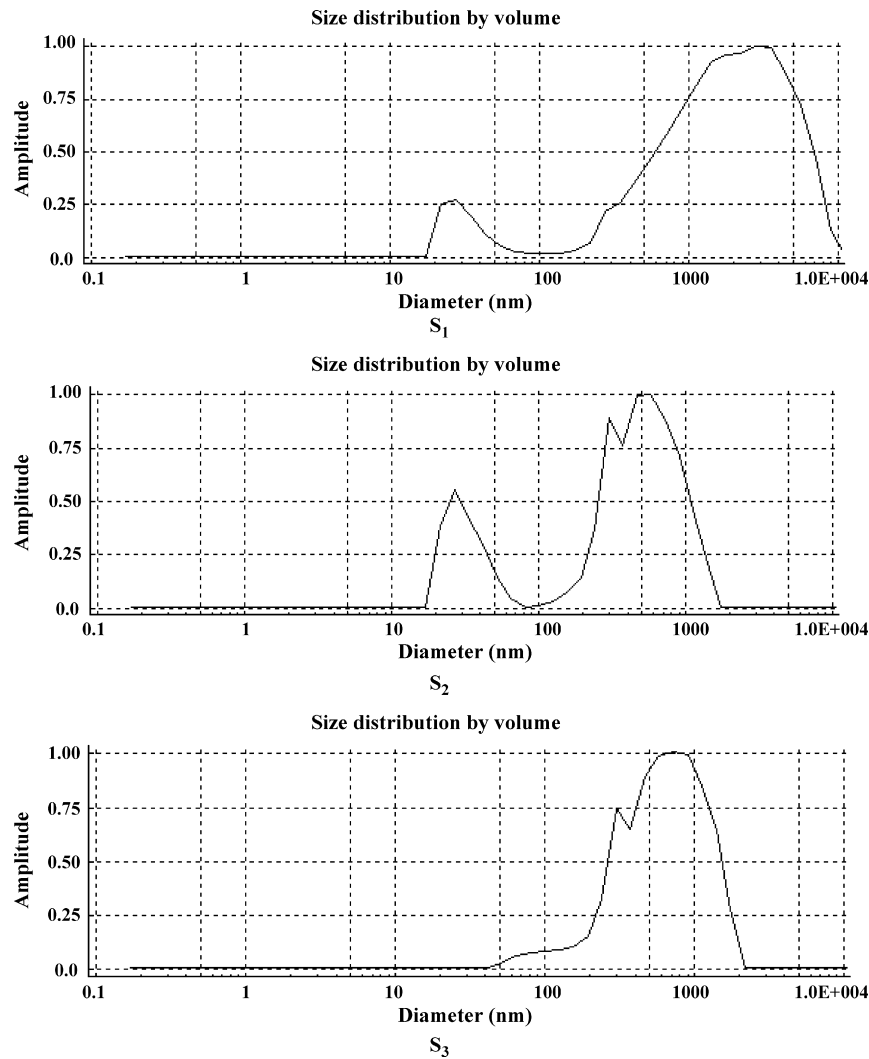 Size distribution by volume
Amplitude
1.00
0.75
0.50
0.25
0.0
0.1 1 10 100 1000 1.0E+004
Diameter (nm)
S1
Size distribution by volume
Amplitude
1.00
0.75
0.50
0.25
0.0
0.1 1 10 100 1000 1.0E+004
Diameter (nm)
S2
Size distribution by volume
Amplitude
1.00
0.75
0.50
0.25
0.0
0.1 1 10 100 1000 1.0E+004
Diameter (nm)
S3